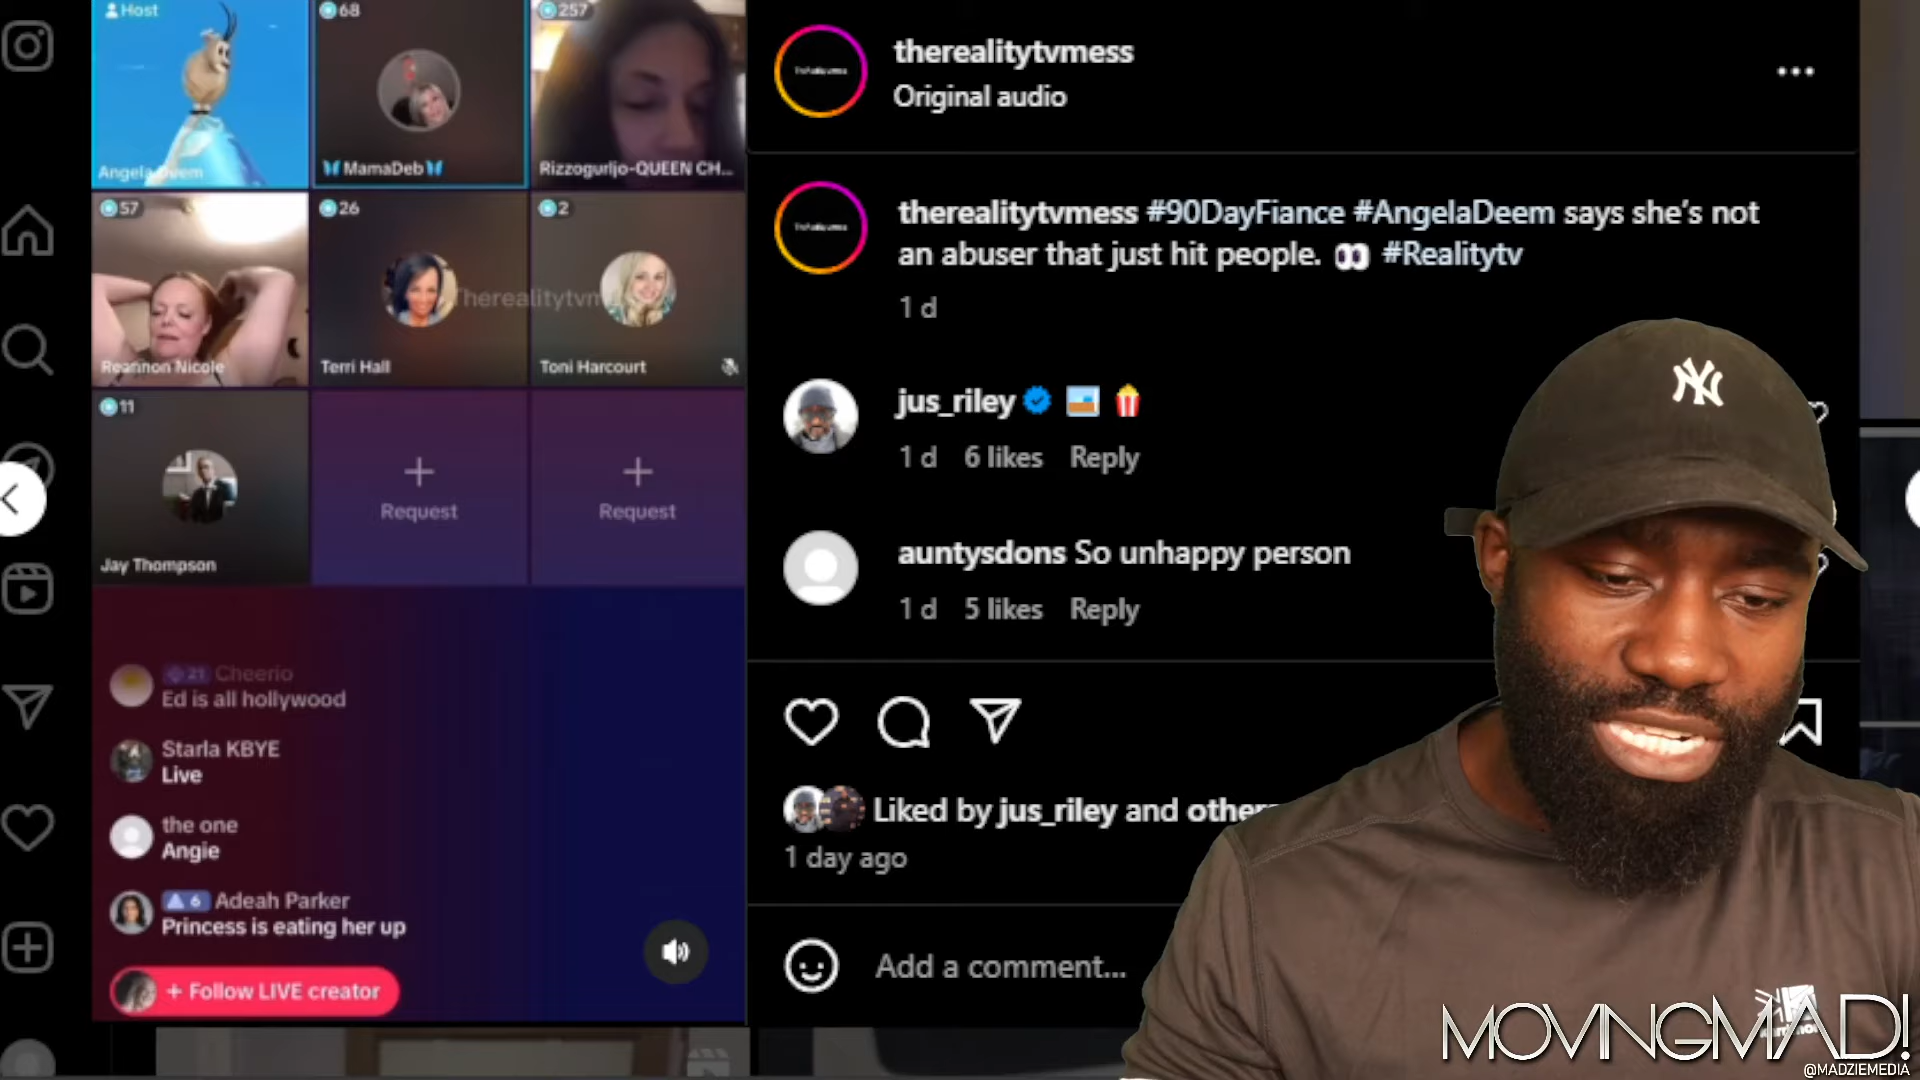 Host
68
257
Angela Deem
MamaDeb
Rizzogurljo-QUEEN CH...
57
26
2
Therealitytvm
Reannon Nicole
Terri Hall
Toni Harcourt
11
Request
Request
Jay Thompson
21 Cheerio
Ed is all hollywood
Starla KBYE
Live
the one
Angie
6 Adeah Parker
Princess is eating her up
+ Follow LIVE creator
therealitytvmess
Original audio
therealitytvmess #90DayFiance #AngelaDeem says she's not
an abuser that just hit people. 👀 #Realitytv
1 d
jus_riley
1 d 6 likes Reply
auntysdons So unhappy person
1 d 5 likes Reply
Liked by jus_riley and others
1 day ago
Add a comment...
NY
MOVINGMAD!
@MADZIEMEDIA